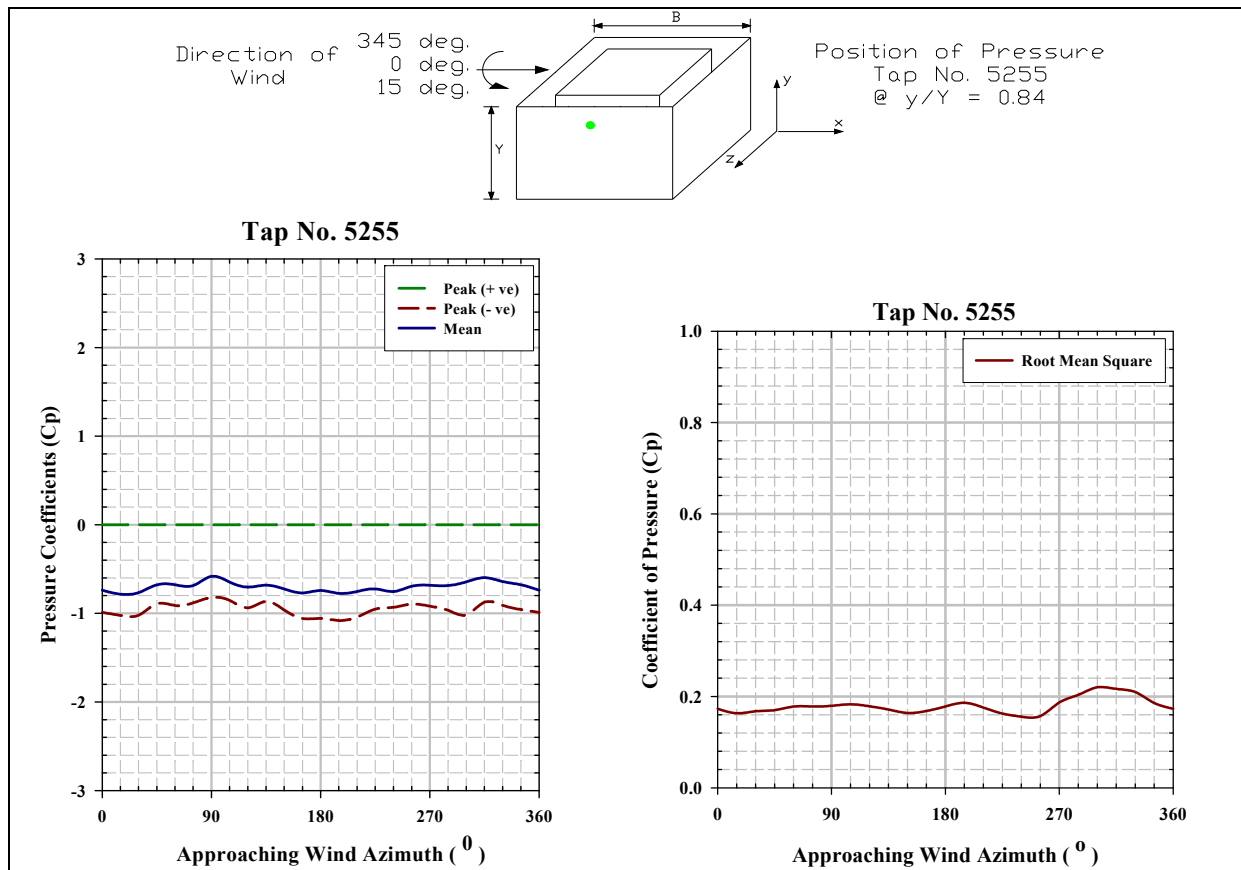 B
Direction of
Wind
345 deg.
0 deg.
15 deg.
Position of Pressure
Tap No. 5255
@ y/Y = 0.84
y
x
z
Y
Tap No. 5255
Peak (+ ve)
Peak (- ve)
Mean
3
2
1
0
-1
-2
-3
Pressure Coefficients (Cp)
0 90 180 270 360
Approaching Wind Azimuth ( 0 )
Tap No. 5255
Root Mean Square
1.0
0.8
0.6
0.4
0.2
0.0
Coefficient of Pressure (Cp)
0 90 180 270 360
Approaching Wind Azimuth ( o )